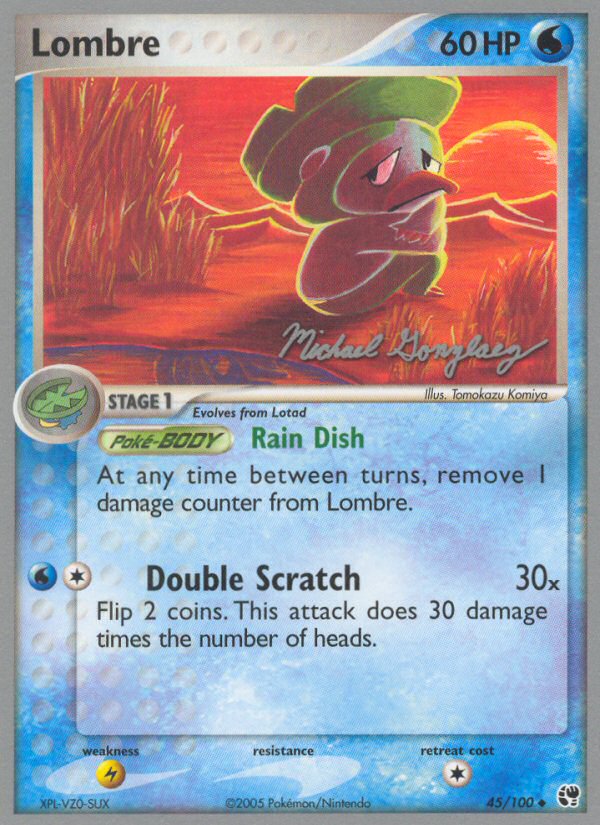 Lombre 60 HP
Michael Gonzalez
Illus. Tomokazu Komiya
STAGE 1
Evolves from Lotad
Poké-BODY Rain Dish
At any time between turns, remove 1
damage counter from Lombre.
Double Scratch 30x
Flip 2 coins. This attack does 30 damage
times the number of heads.
weakness resistance retreat cost
XPL-VZ0-SUX ©2005 Pokémon/Nintendo 45/100